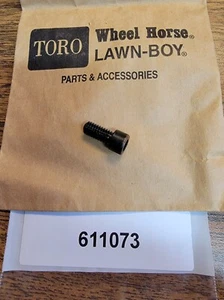 TORO Wheel Horse®
LAWN-BOY®
PARTS & ACCESSORIES
611073